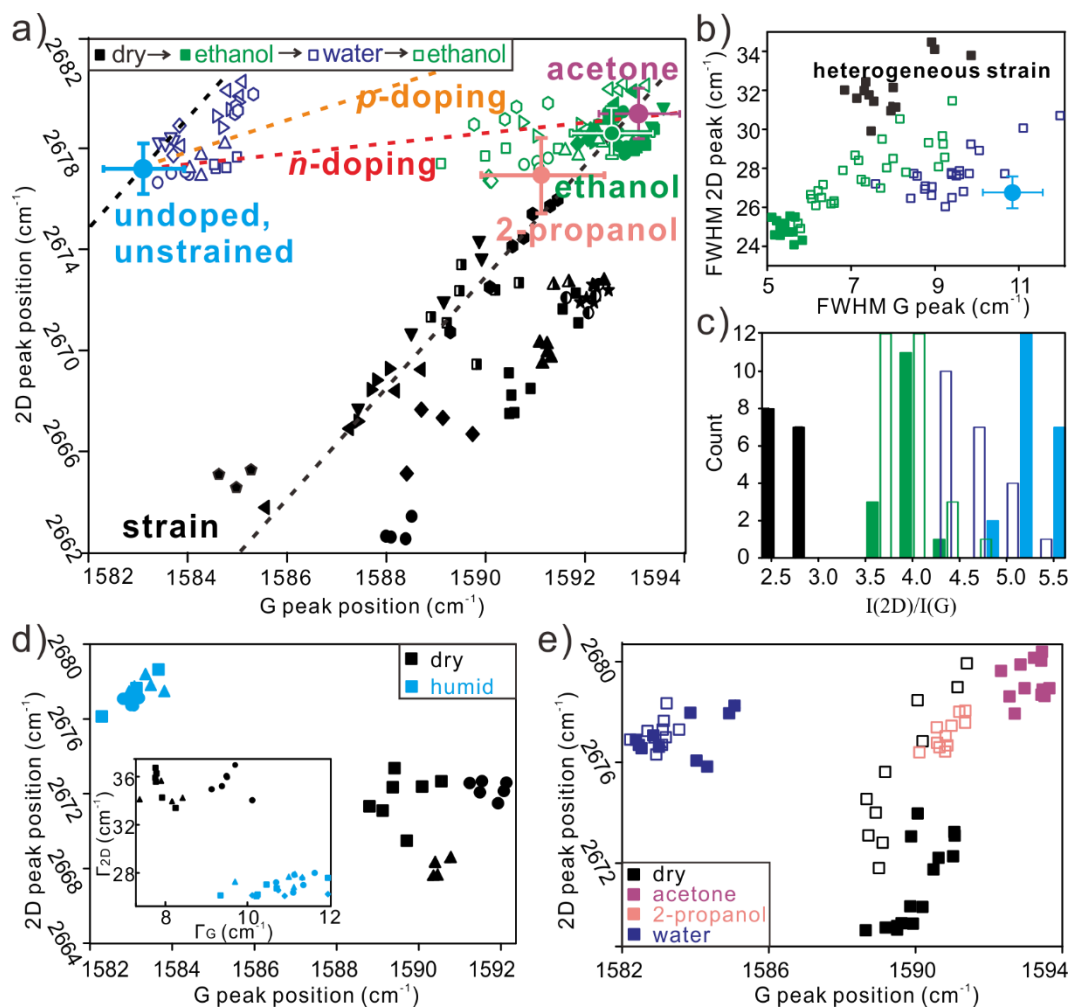 a)
dry→ ethanol→ water→ ethanol
acetone
p-doping
n-doping
ethanol
2-propanol
undoped,
unstrained
strain
2D peak position (cm-1)
2682
2678
2674
2670
2666
2662
1582 1584 1586 1588 1590 1592 1594
G peak position (cm-1)
b)
heterogeneous strain
FWHM 2D peak (cm-1)
34
32
30
28
26
24
5 7 9 11
FWHM G peak (cm-1)
c)
Count
12
10
8
6
4
2
0
2.5 3.0 3.5 4.0 4.5 5.0 5.5
I(2D)/I(G)
d)
dry
humid
2D peak position (cm-1)
2680
2676
2672
2668
2664
Γ2D (cm-1)
36
33
28
8 10 12
ΓG (cm-1)
1582 1584 1586 1588 1590 1592
G peak position (cm-1)
e)
2D peak position (cm-1)
2680
2676
2672
dry
acetone
2-propanol
water
1582 1586 1590 1594
G peak position (cm-1)